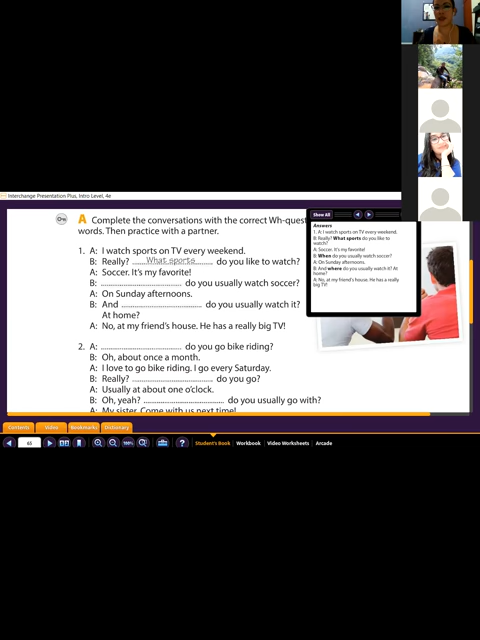 Interchange Presentation Plus, Intro Level, 4e
A Complete the conversations with the correct Wh-quest
words. Then practice with a partner.
1. A: I watch sports on TV every weekend.
B: Really? What sports do you like to watch?
A: Soccer. It's my favorite!
B: do you usually watch soccer?
A: On Sunday afternoons.
B: And do you usually watch it?
At home?
A: No, at my friend's house. He has a really big TV!
2. A: do you go bike riding?
B: Oh, about once a month.
A: I love to go bike riding. I go every Saturday.
B: Really? do you go?
A: Usually at about one o'clock.
B: Oh, yeah? do you usually go with?
A: My sister. Come with us next time!
Show All
Answers
1. A: I watch sports on TV every weekend.
B: Really? What sports do you like to
watch?
A: Soccer. It's my favorite!
B: When do you usually watch soccer?
A: On Sunday afternoons.
B: And where do you usually watch it? At
home?
A: No, at my friend's house. He has a really
big TV!
Contents Video Bookmarks Dictionary
65 100% ? Student's Book Workbook Video Worksheets Arcade